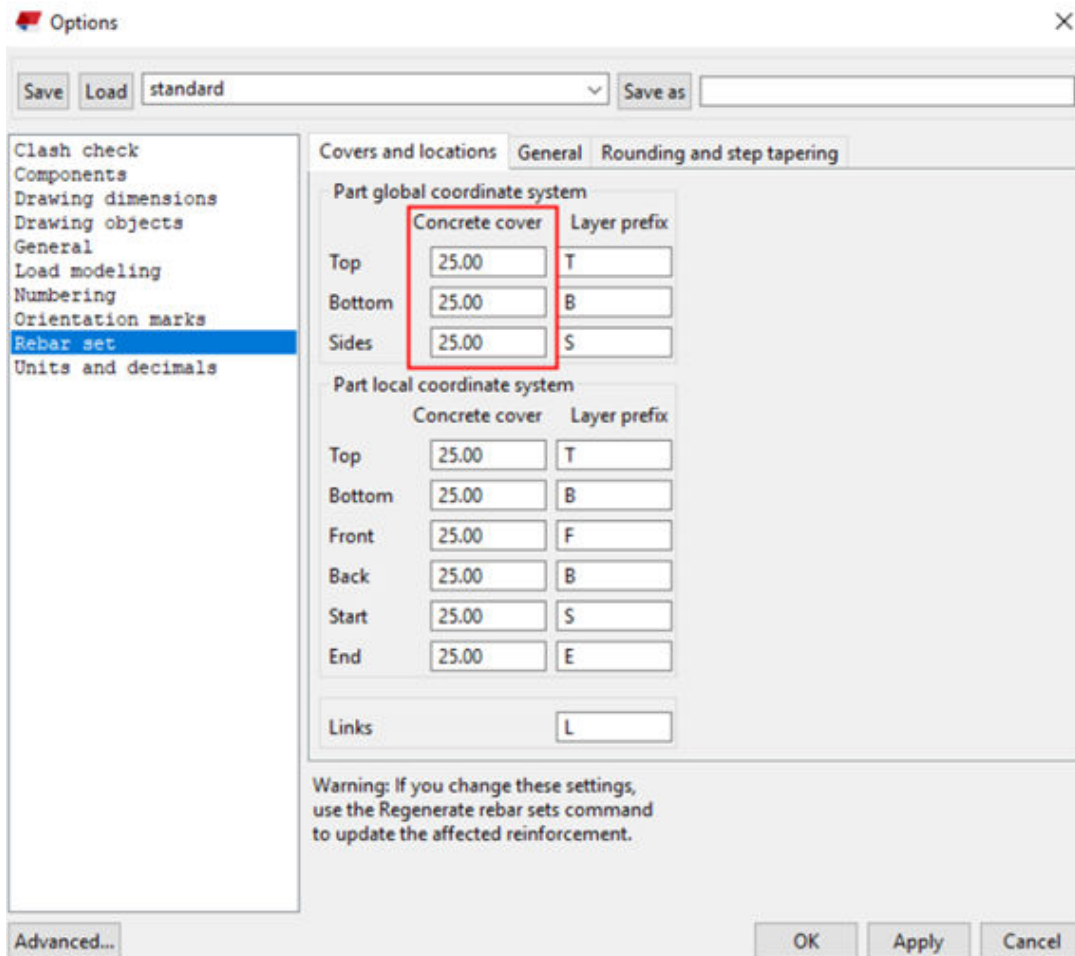 Options
Save Load standard Save as
Clash check
Components
Drawing dimensions
Drawing objects
General
Load modeling
Numbering
Orientation marks
Rebar set
Units and decimals
Covers and locations General Rounding and step tapering
Part global coordinate system
Concrete cover Layer prefix
Top 25.00 T
Bottom 25.00 B
Sides 25.00 S
Part local coordinate system
Concrete cover Layer prefix
Top 25.00 T
Bottom 25.00 B
Front 25.00 F
Back 25.00 B
Start 25.00 S
End 25.00 E
Links L
Warning: If you change these settings,
use the Regenerate rebar sets command
to update the affected reinforcement.
Advanced... OK Apply Cancel